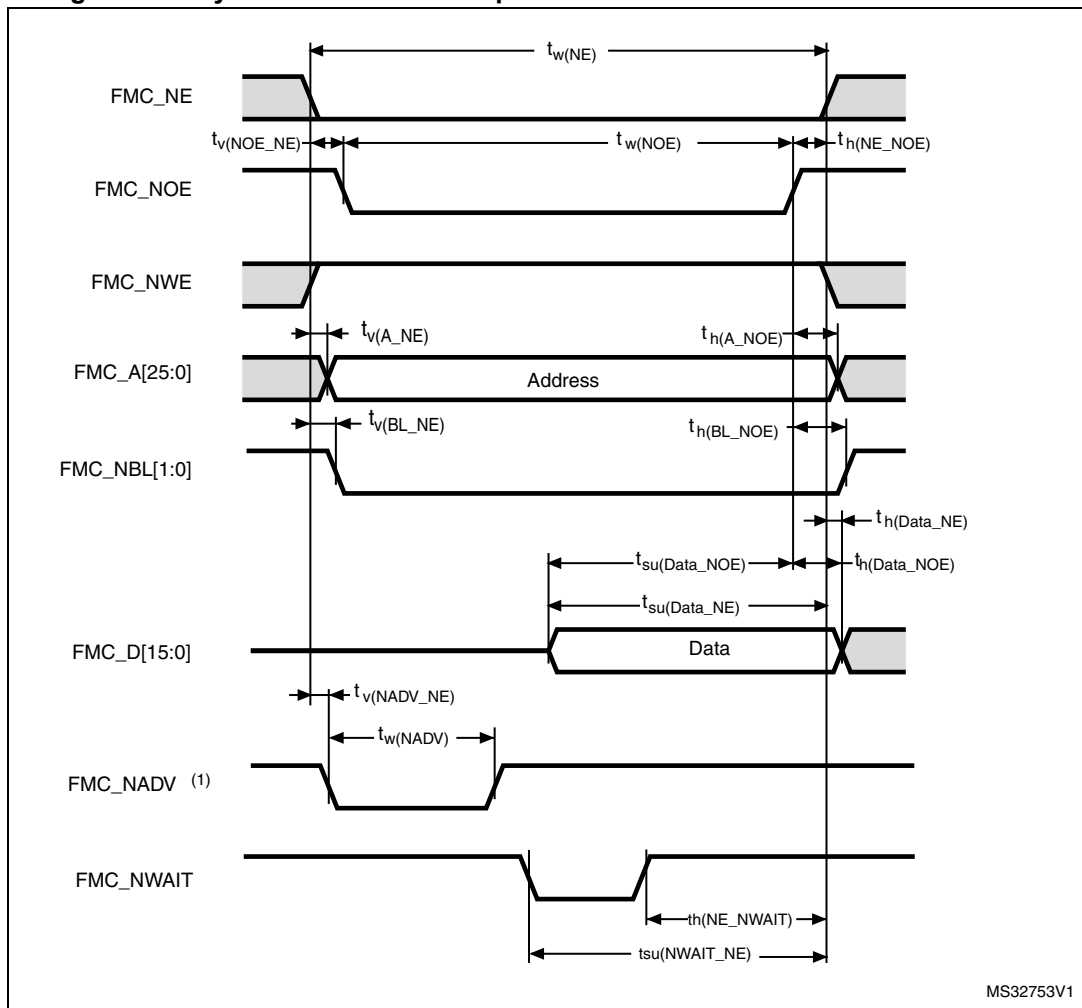 tw(NE)
FMC_NE
tv(NOE_NE)
tw(NOE)
th(NE_NOE)
FMC_NOE
FMC_NWE
tv(A_NE)
th(A_NOE)
FMC_A[25:0]
Address
tv(BL_NE)
th(BL_NOE)
FMC_NBL[1:0]
th(Data_NE)
tsu(Data_NOE)
th(Data_NOE)
tsu(Data_NE)
FMC_D[15:0]
Data
tv(NADV_NE)
tw(NADV)
FMC_NADV (1)
FMC_NWAIT
th(NE_NWAIT)
tsu(NWAIT_NE)
MS32753V1